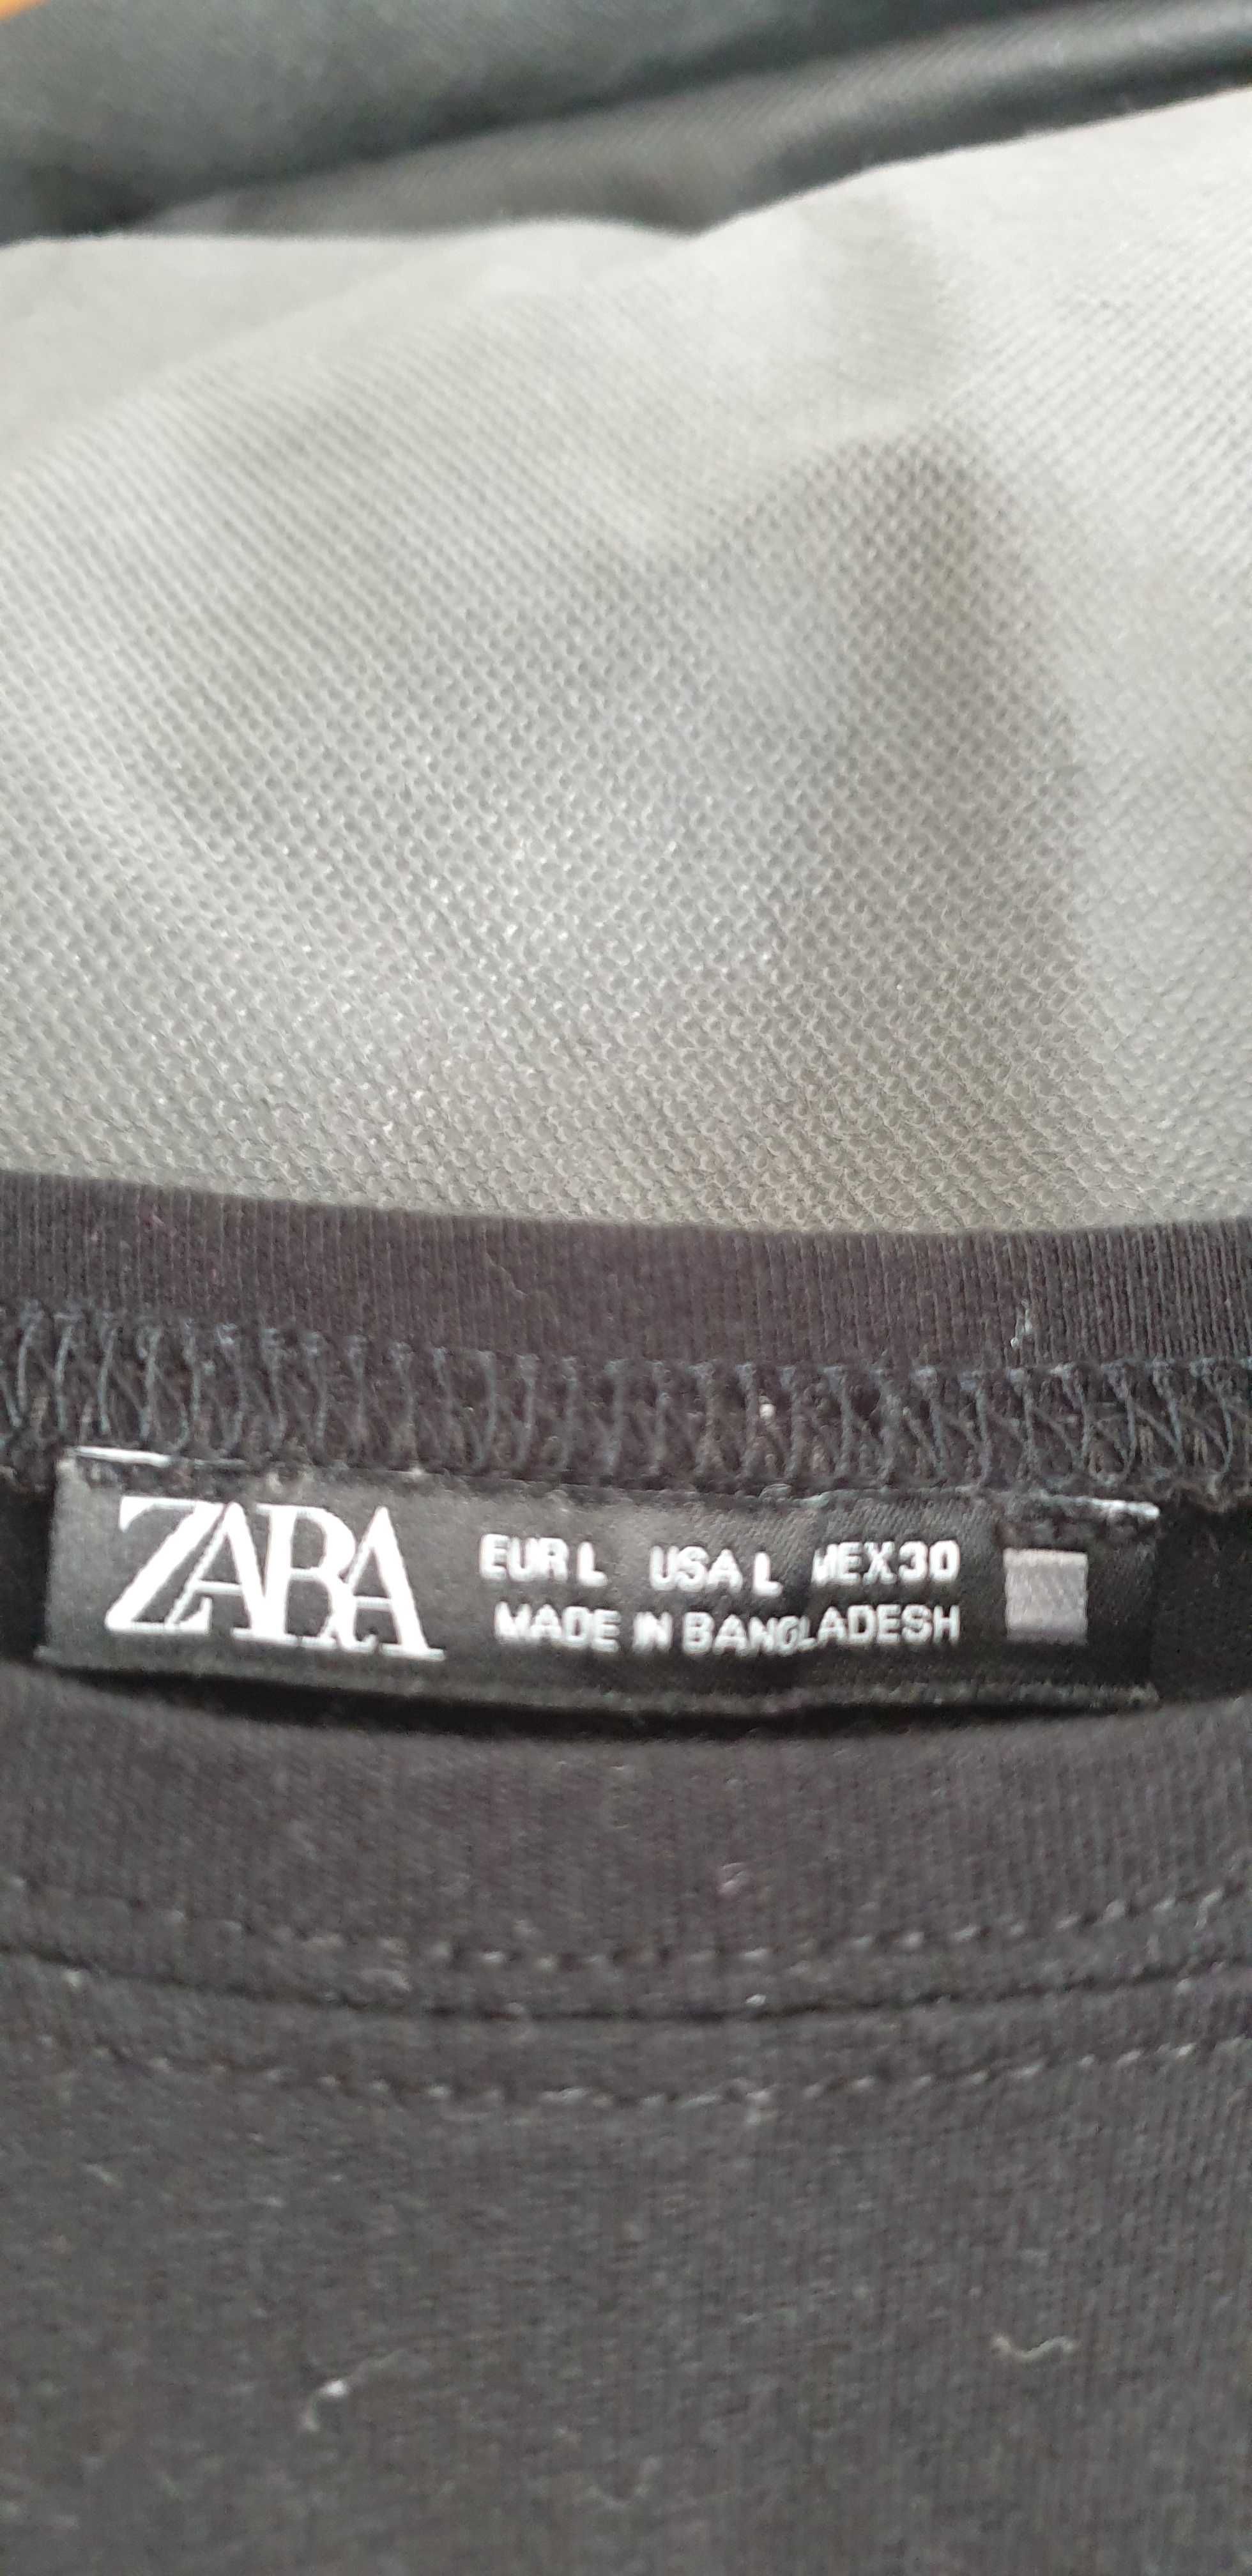 ZARA
EUR L USA L MEX 30
MADE IN BANGLADESH